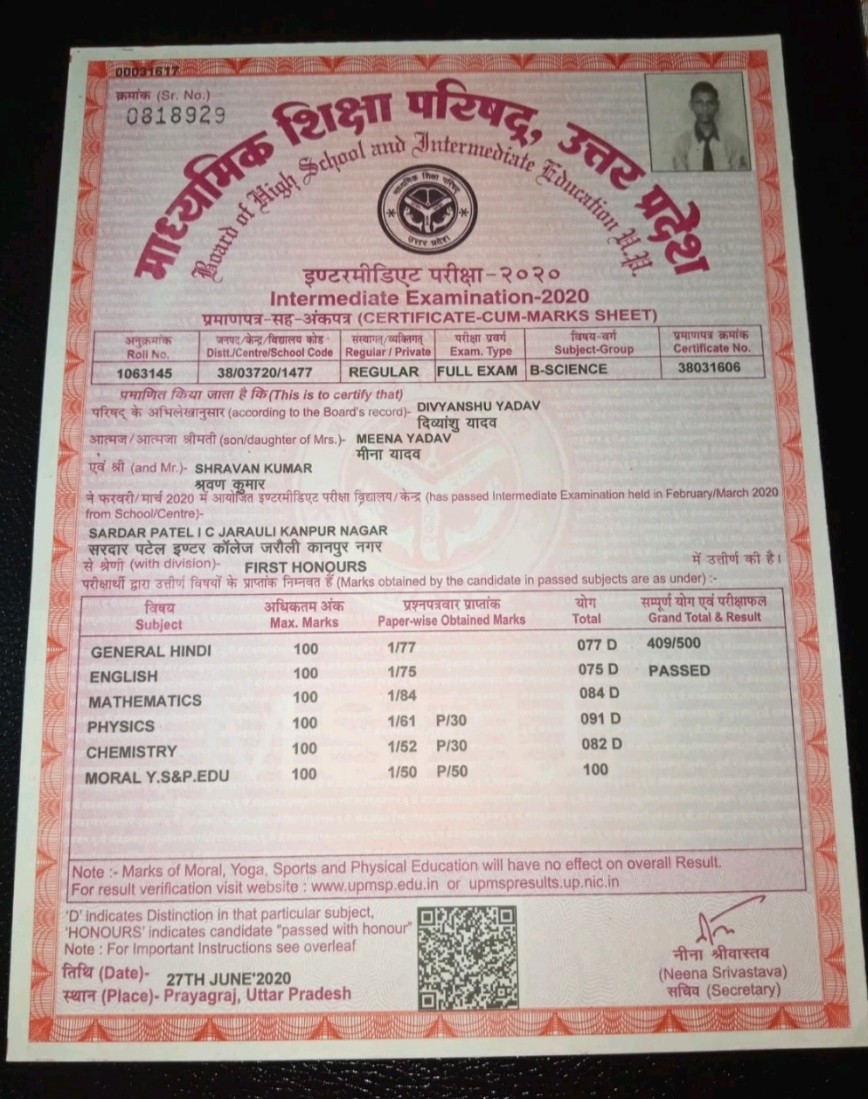 00031617
क्रमांक (Sr. No.)
0818929
माध्यमिक शिक्षा परिषद्, उत्तर प्रदेश
Board of High School and Intermediate Education U.P.
माध्यमिक शिक्षा परिषद्
उत्तर प्रदेश
इण्टरमीडिएट परीक्षा-२०२०
Intermediate Examination-2020
प्रमाणपत्र-सह-अंकपत्र (CERTIFICATE-CUM-MARKS SHEET)
अनुक्रमांक जनपद/केन्द्र/विद्यालय कोड संस्थागत/व्यक्तिगत परीक्षा प्रवर्ग विषय-वर्ग प्रमाणपत्र क्रमांक
Roll No. Distt./Centre/School Code Regular / Private Exam. Type Subject-Group Certificate No.
1063145 38/03720/1477 REGULAR FULL EXAM B-SCIENCE 38031606
प्रमाणित किया जाता है कि (This is to certify that)
परिषद् के अभिलेखानुसार (according to the Board's record)- DIVYANSHU YADAV
दिव्यांशु यादव
आत्मज/आत्मजा श्रीमती (son/daughter of Mrs.)- MEENA YADAV
मीना यादव
एवं श्री (and Mr.)- SHRAVAN KUMAR
श्रवण कुमार
ने फरवरी/मार्च 2020 में आयोजित इण्टरमीडिएट परीक्षा विद्यालय/केन्द्र (has passed Intermediate Examination held in February/March 2020
from School/Centre)-
SARDAR PATEL I C JARAULI KANPUR NAGAR
सरदार पटेल इण्टर कॉलेज जरौली कानपुर नगर
से श्रेणी (with division)- FIRST HONOURS में उत्तीर्ण की है।
परीक्षार्थी द्वारा उत्तीर्ण विषयों के प्राप्तांक निम्नवत हैं (Marks obtained by the candidate in passed subjects are as under) :-
विषय अधिकतम अंक प्रश्नपत्रवार प्राप्तांक योग सम्पूर्ण योग एवं परीक्षाफल
Subject Max. Marks Paper-wise Obtained Marks Total Grand Total & Result
GENERAL HINDI 100 1/77 077 D 409/500
ENGLISH 100 1/75 075 D PASSED
MATHEMATICS 100 1/84 084 D
PHYSICS 100 1/61 P/30 091 D
CHEMISTRY 100 1/52 P/30 082 D
MORAL Y.S&P.EDU 100 1/50 P/50 100
Note :- Marks of Moral, Yoga, Sports and Physical Education will have no effect on overall Result.
For result verification visit website : www.upmsp.edu.in or upmspresults.up.nic.in
'D' indicates Distinction in that particular subject,
'HONOURS' indicates candidate "passed with honour"
Note : For Important Instructions see overleaf
तिथि (Date)- 27TH JUNE'2020
स्थान (Place)- Prayagraj, Uttar Pradesh
नीना श्रीवास्तव
(Neena Srivastava)
सचिव (Secretary)